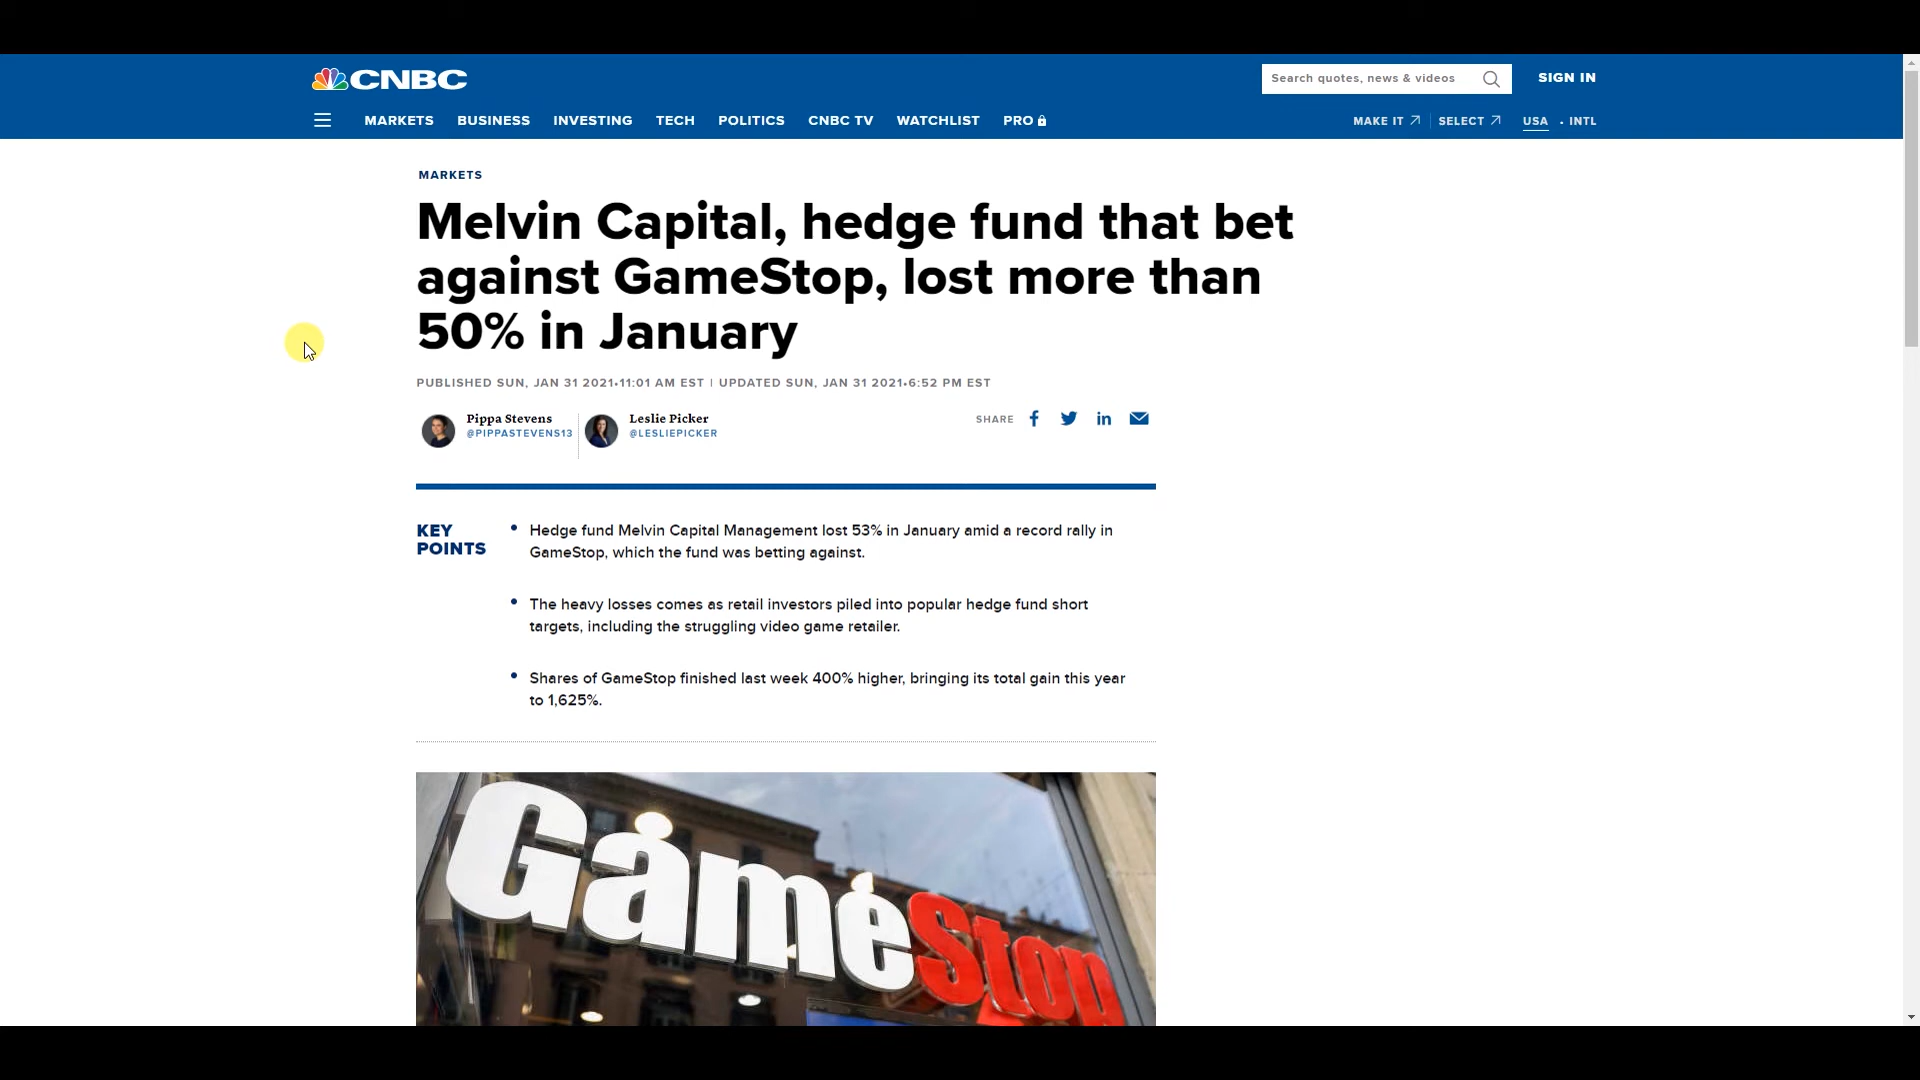 CNBC
Search quotes, news & videos
SIGN IN
MARKETS BUSINESS INVESTING TECH POLITICS CNBC TV WATCHLIST PRO
MAKE IT SELECT USA • INTL
MARKETS
Melvin Capital, hedge fund that bet
against GameStop, lost more than
50% in January
PUBLISHED SUN, JAN 31 2021•11:01 AM EST | UPDATED SUN, JAN 31 2021•6:52 PM EST
Pippa Stevens
@PIPPASTEVENS13
Leslie Picker
@LESLIEPICKER
SHARE
KEY
POINTS
Hedge fund Melvin Capital Management lost 53% in January amid a record rally in
GameStop, which the fund was betting against.
The heavy losses comes as retail investors piled into popular hedge fund short
targets, including the struggling video game retailer.
Shares of GameStop finished last week 400% higher, bringing its total gain this year
to 1,625%.
GameStop